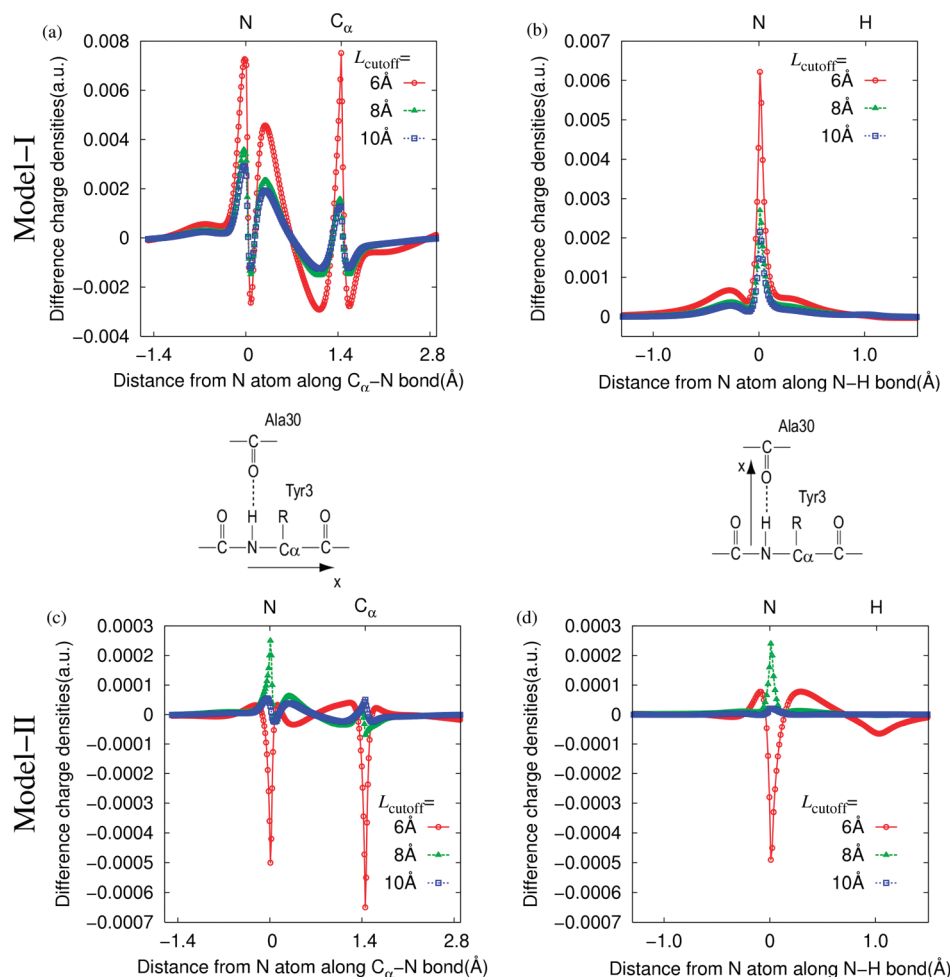 Model−I
(a)
N
Cα
0.008
0.006
0.004
0.002
0
−0.002
−0.004
Difference charge densities(a.u.)
Lcutoff=
6Å
8Å
10Å
−1.4
0
1.4
2.8
Distance from N atom along Cα−N bond(Å)
(b)
N
H
0.007
0.006
0.005
0.004
0.003
0.002
0.001
0
Difference charge densities(a.u.)
Lcutoff=
6Å
8Å
10Å
−1.0
0
1.0
Distance from N atom along N−H bond(Å)
Ala30
C
O
Tyr3
O H R O
C N Cα C
x
Ala30
x
C
O
Tyr3
O H R O
C N Cα C
Model−II
(c)
N
Cα
0.0003
0.0002
0.0001
0
−0.0001
−0.0002
−0.0003
−0.0004
−0.0005
−0.0006
−0.0007
Difference charge densities(a.u.)
Lcutoff=
6Å
8Å
10Å
−1.4
0
1.4
2.8
Distance from N atom along Cα−N bond(Å)
(d)
N
H
0.0003
0.0002
0.0001
0
−0.0001
−0.0002
−0.0003
−0.0004
−0.0005
−0.0006
−0.0007
Difference charge densities(a.u.)
Lcutoff=
6Å
8Å
10Å
−1.0
0
1.0
Distance from N atom along N−H bond(Å)